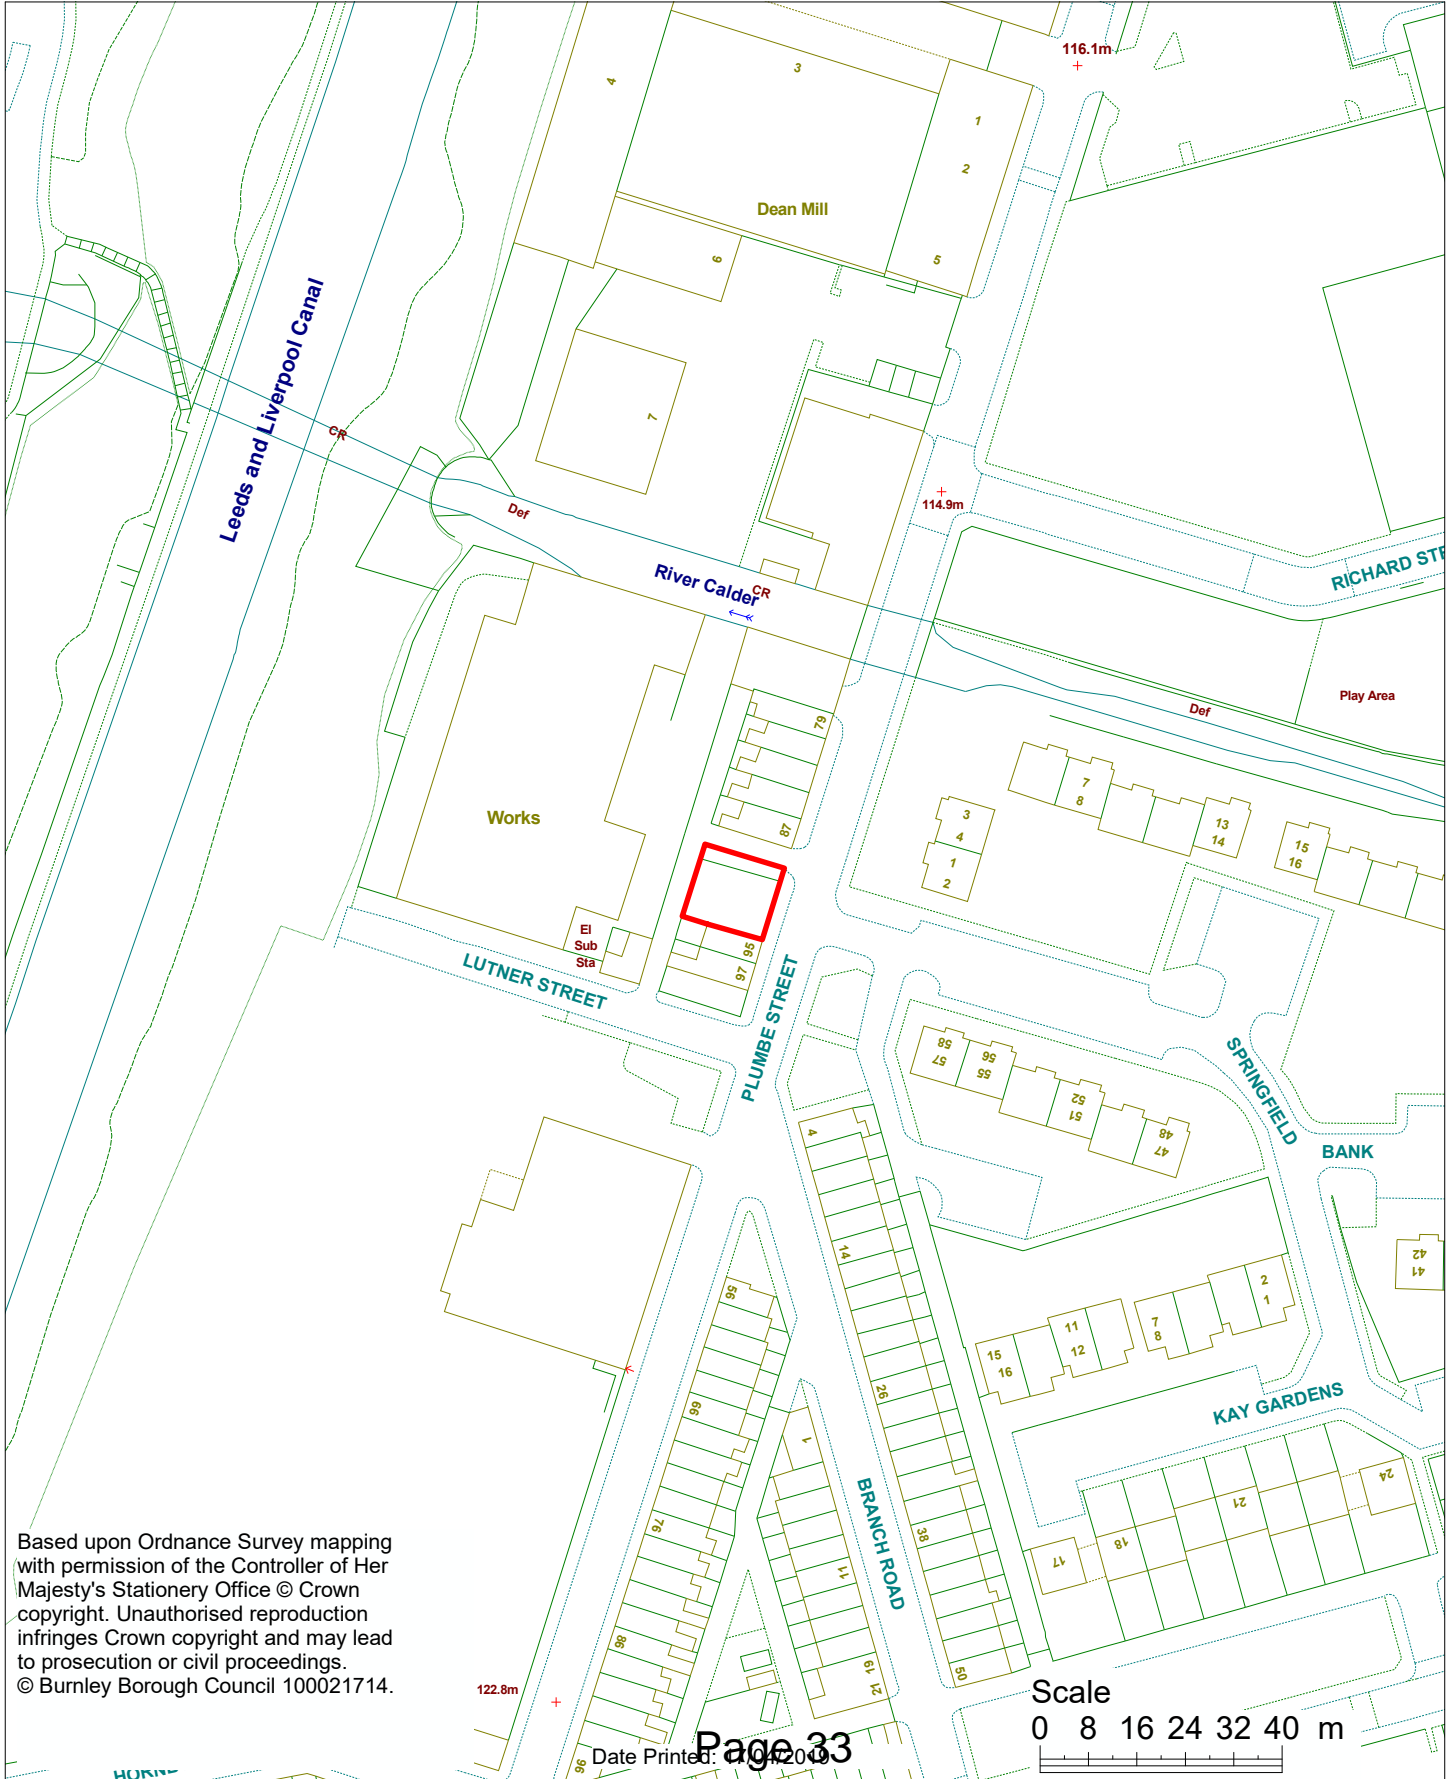 116.1m
3
4
1
2
Dean Mill
6
5
Leeds and Liverpool Canal
7
CR
Def
114.9m
RICHARD STR
River Calder
CR
Play Area
Def
79
7
8
3
4
13
14
Works
87
15
16
1
2
El
Sub
Sta
95
97
LUTNER STREET
PLUMBE STREET
SPRINGFIELD
BANK
58
57
56
55
52
51
48
47
4
14
42
41
56
2
1
11
12
7
8
15
16
26
66
KAY GARDENS
1
24
21
BRANCH ROAD
76
38
18
17
11
86
19
21
50
96
Based upon Ordnance Survey mapping
with permission of the Controller of Her
Majesty's Stationery Office © Crown
copyright. Unauthorised reproduction
infringes Crown copyright and may lead
to prosecution or civil proceedings.
© Burnley Borough Council 100021714.
122.8m
Scale
0 8 16 24 32 40 m
Page 33
Date Printed: 17/04/2019